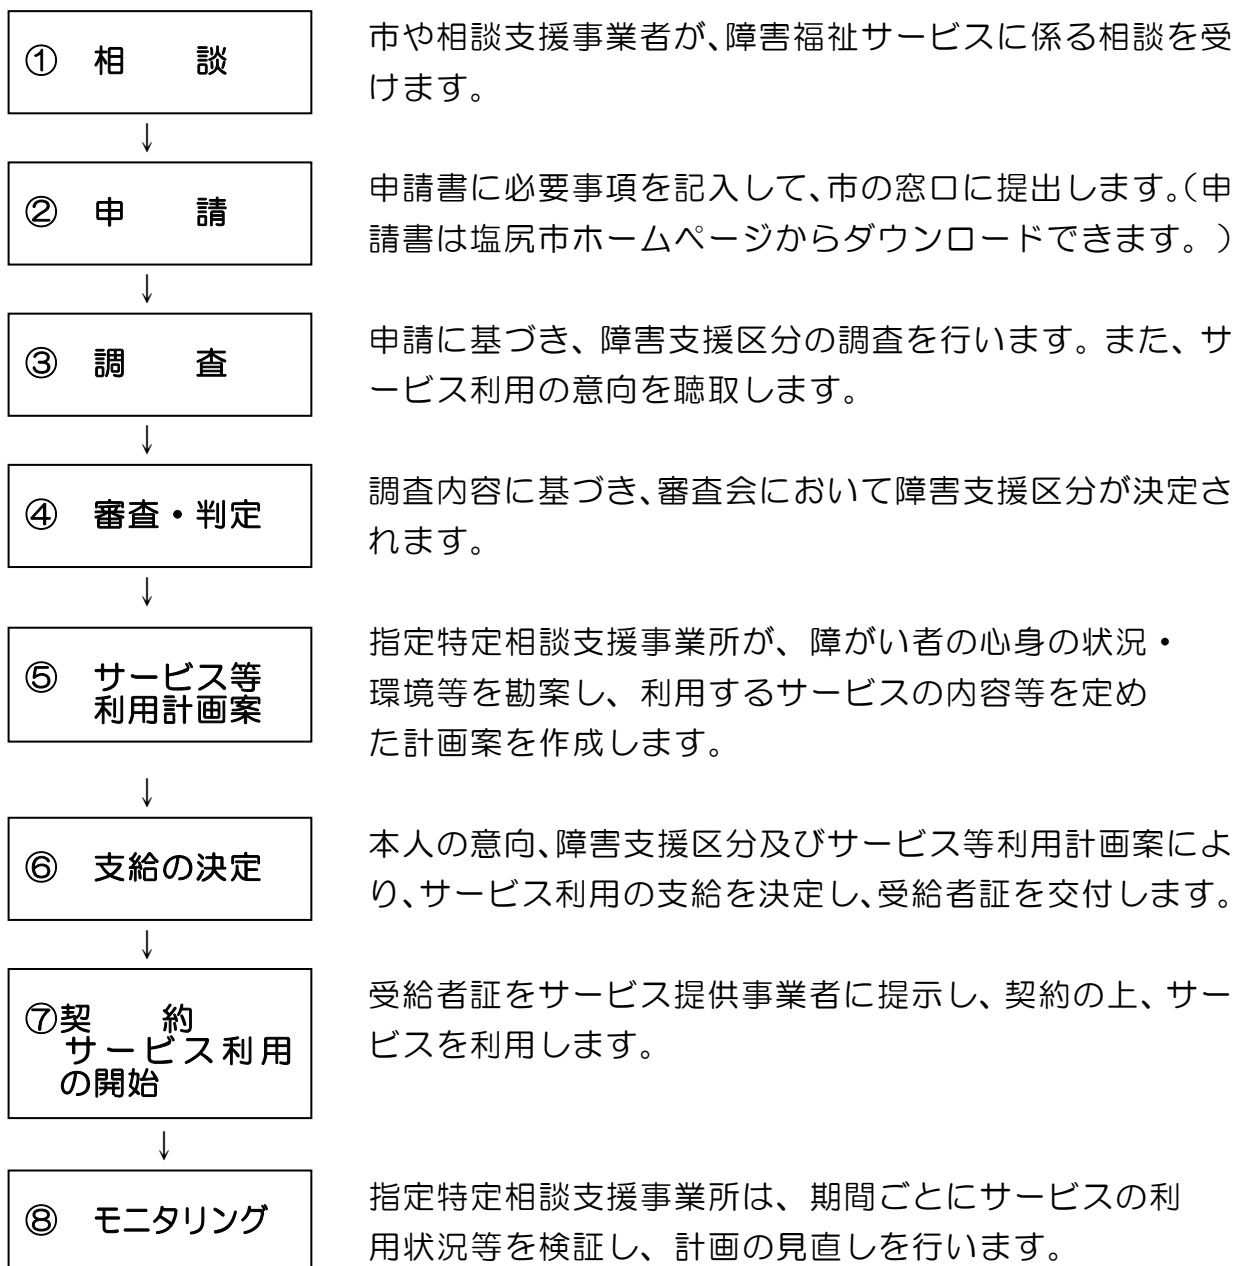 ① 相 談
市や相談支援事業者が、障害福祉サービスに係る相談を受
けます。
↓
② 申 請
申請書に必要事項を記入して、市の窓口に提出します。（申
請書は塩尻市ホームページからダウンロードできます。）
↓
③ 調 査
申請に基づき、障害支援区分の調査を行います。また、サ
ービス利用の意向を聴取します。
↓
④ 審査・判定
調査内容に基づき、審査会において障害支援区分が決定さ
れます。
↓
⑤ サービス等
利用計画案
指定特定相談支援事業所が、障がい者の心身の状況・
環境等を勘案し、利用するサービスの内容等を定め
た計画案を作成します。
↓
⑥ 支給の決定
本人の意向、障害支援区分及びサービス等利用計画案によ
り、サービス利用の支給を決定し、受給者証を交付します。
↓
⑦契 約
サービス利用
の開始
受給者証をサービス提供事業者に提示し、契約の上、サー
ビスを利用します。
↓
⑧ モニタリング
指定特定相談支援事業所は、期間ごとにサービスの利
用状況等を検証し、計画の見直しを行います。